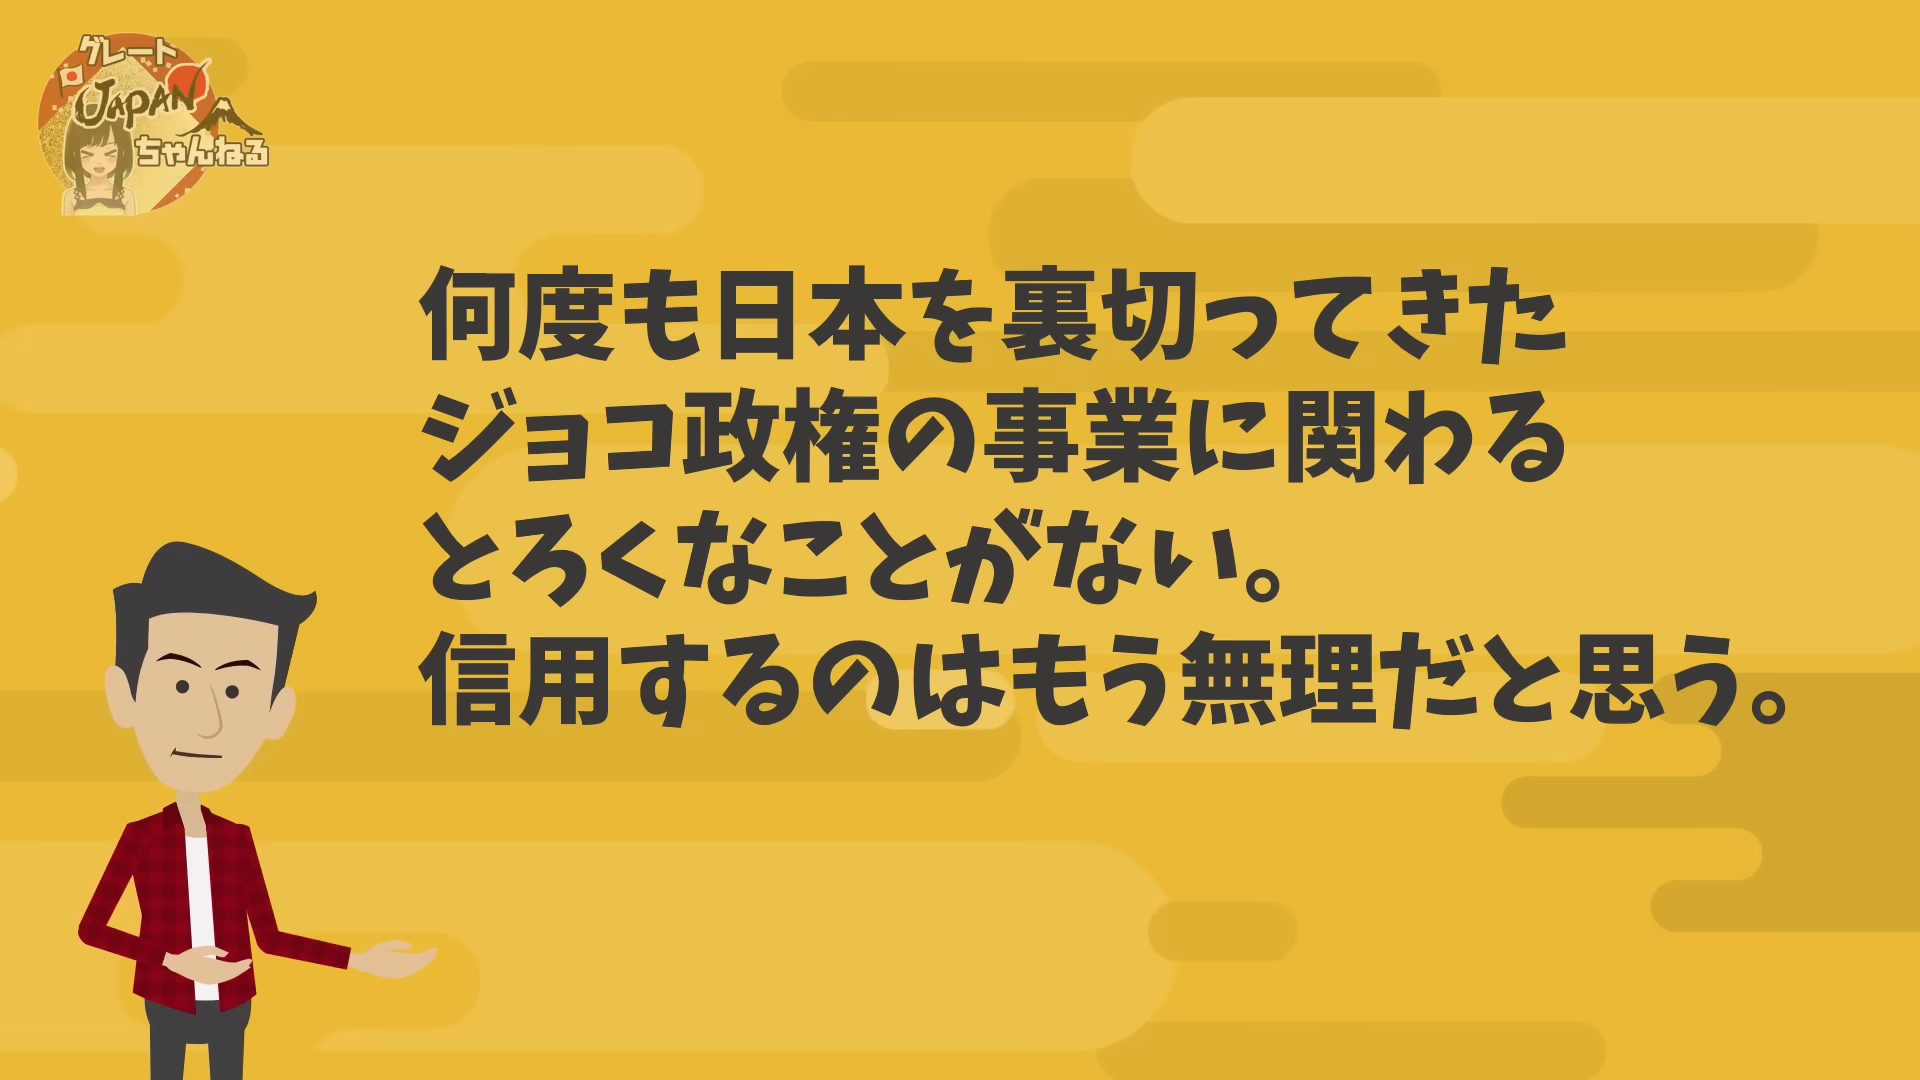 グレート
JAPAN
ちゃんねる
何度も日本を裏切ってきた
ジョコ政権の事業に関わる
とろくなことがない。
信用するのはもう無理だと思う。